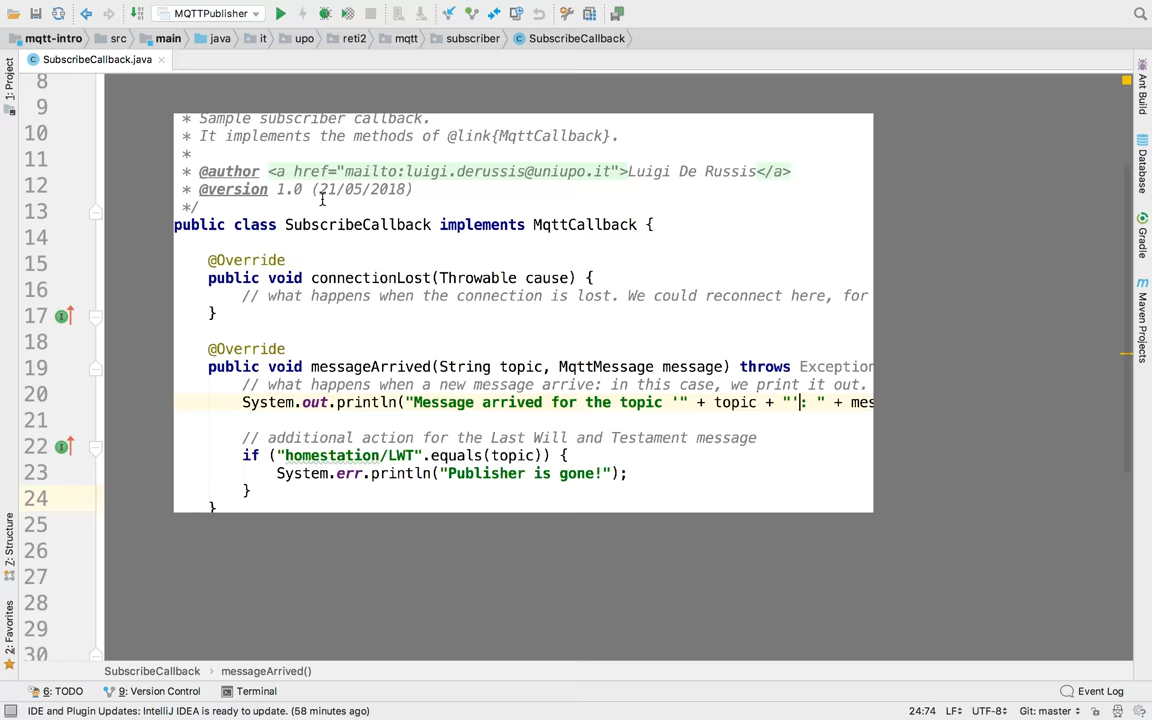 MQTTPublisher
mqtt-intro src main java it upo reti2 mqtt subscriber SubscribeCallback
SubscribeCallback.java
1: Project
7: Structure
2: Favorites
8
9
10
11
12
13
14
15
16
17
18
19
20
21
22
23
24
25
26
27
28
29
30
* Sample subscriber callback.
* It implements the methods of @link{MqttCallback}.
*
* @author <a href="mailto:luigi.derussis@uniupo.it">Luigi De Russis</a>
* @version 1.0 (21/05/2018)
*/
public class SubscribeCallback implements MqttCallback {
@Override
public void connectionLost(Throwable cause) {
// what happens when the connection is lost. We could reconnect here, for
}
@Override
public void messageArrived(String topic, MqttMessage message) throws Exception
// what happens when a new message arrive: in this case, we print it out.
System.out.println("Message arrived for the topic '" + topic + "': " + mes
// additional action for the Last Will and Testament message
if ("homestation/LWT".equals(topic)) {
System.err.println("Publisher is gone!");
}
}
Ant Build
Database
Gradle
Maven Projects
SubscribeCallback messageArrived()
6: TODO 9: Version Control Terminal Event Log
IDE and Plugin Updates: IntelliJ IDEA is ready to update. (58 minutes ago) 24:74 LF UTF-8 Git: master